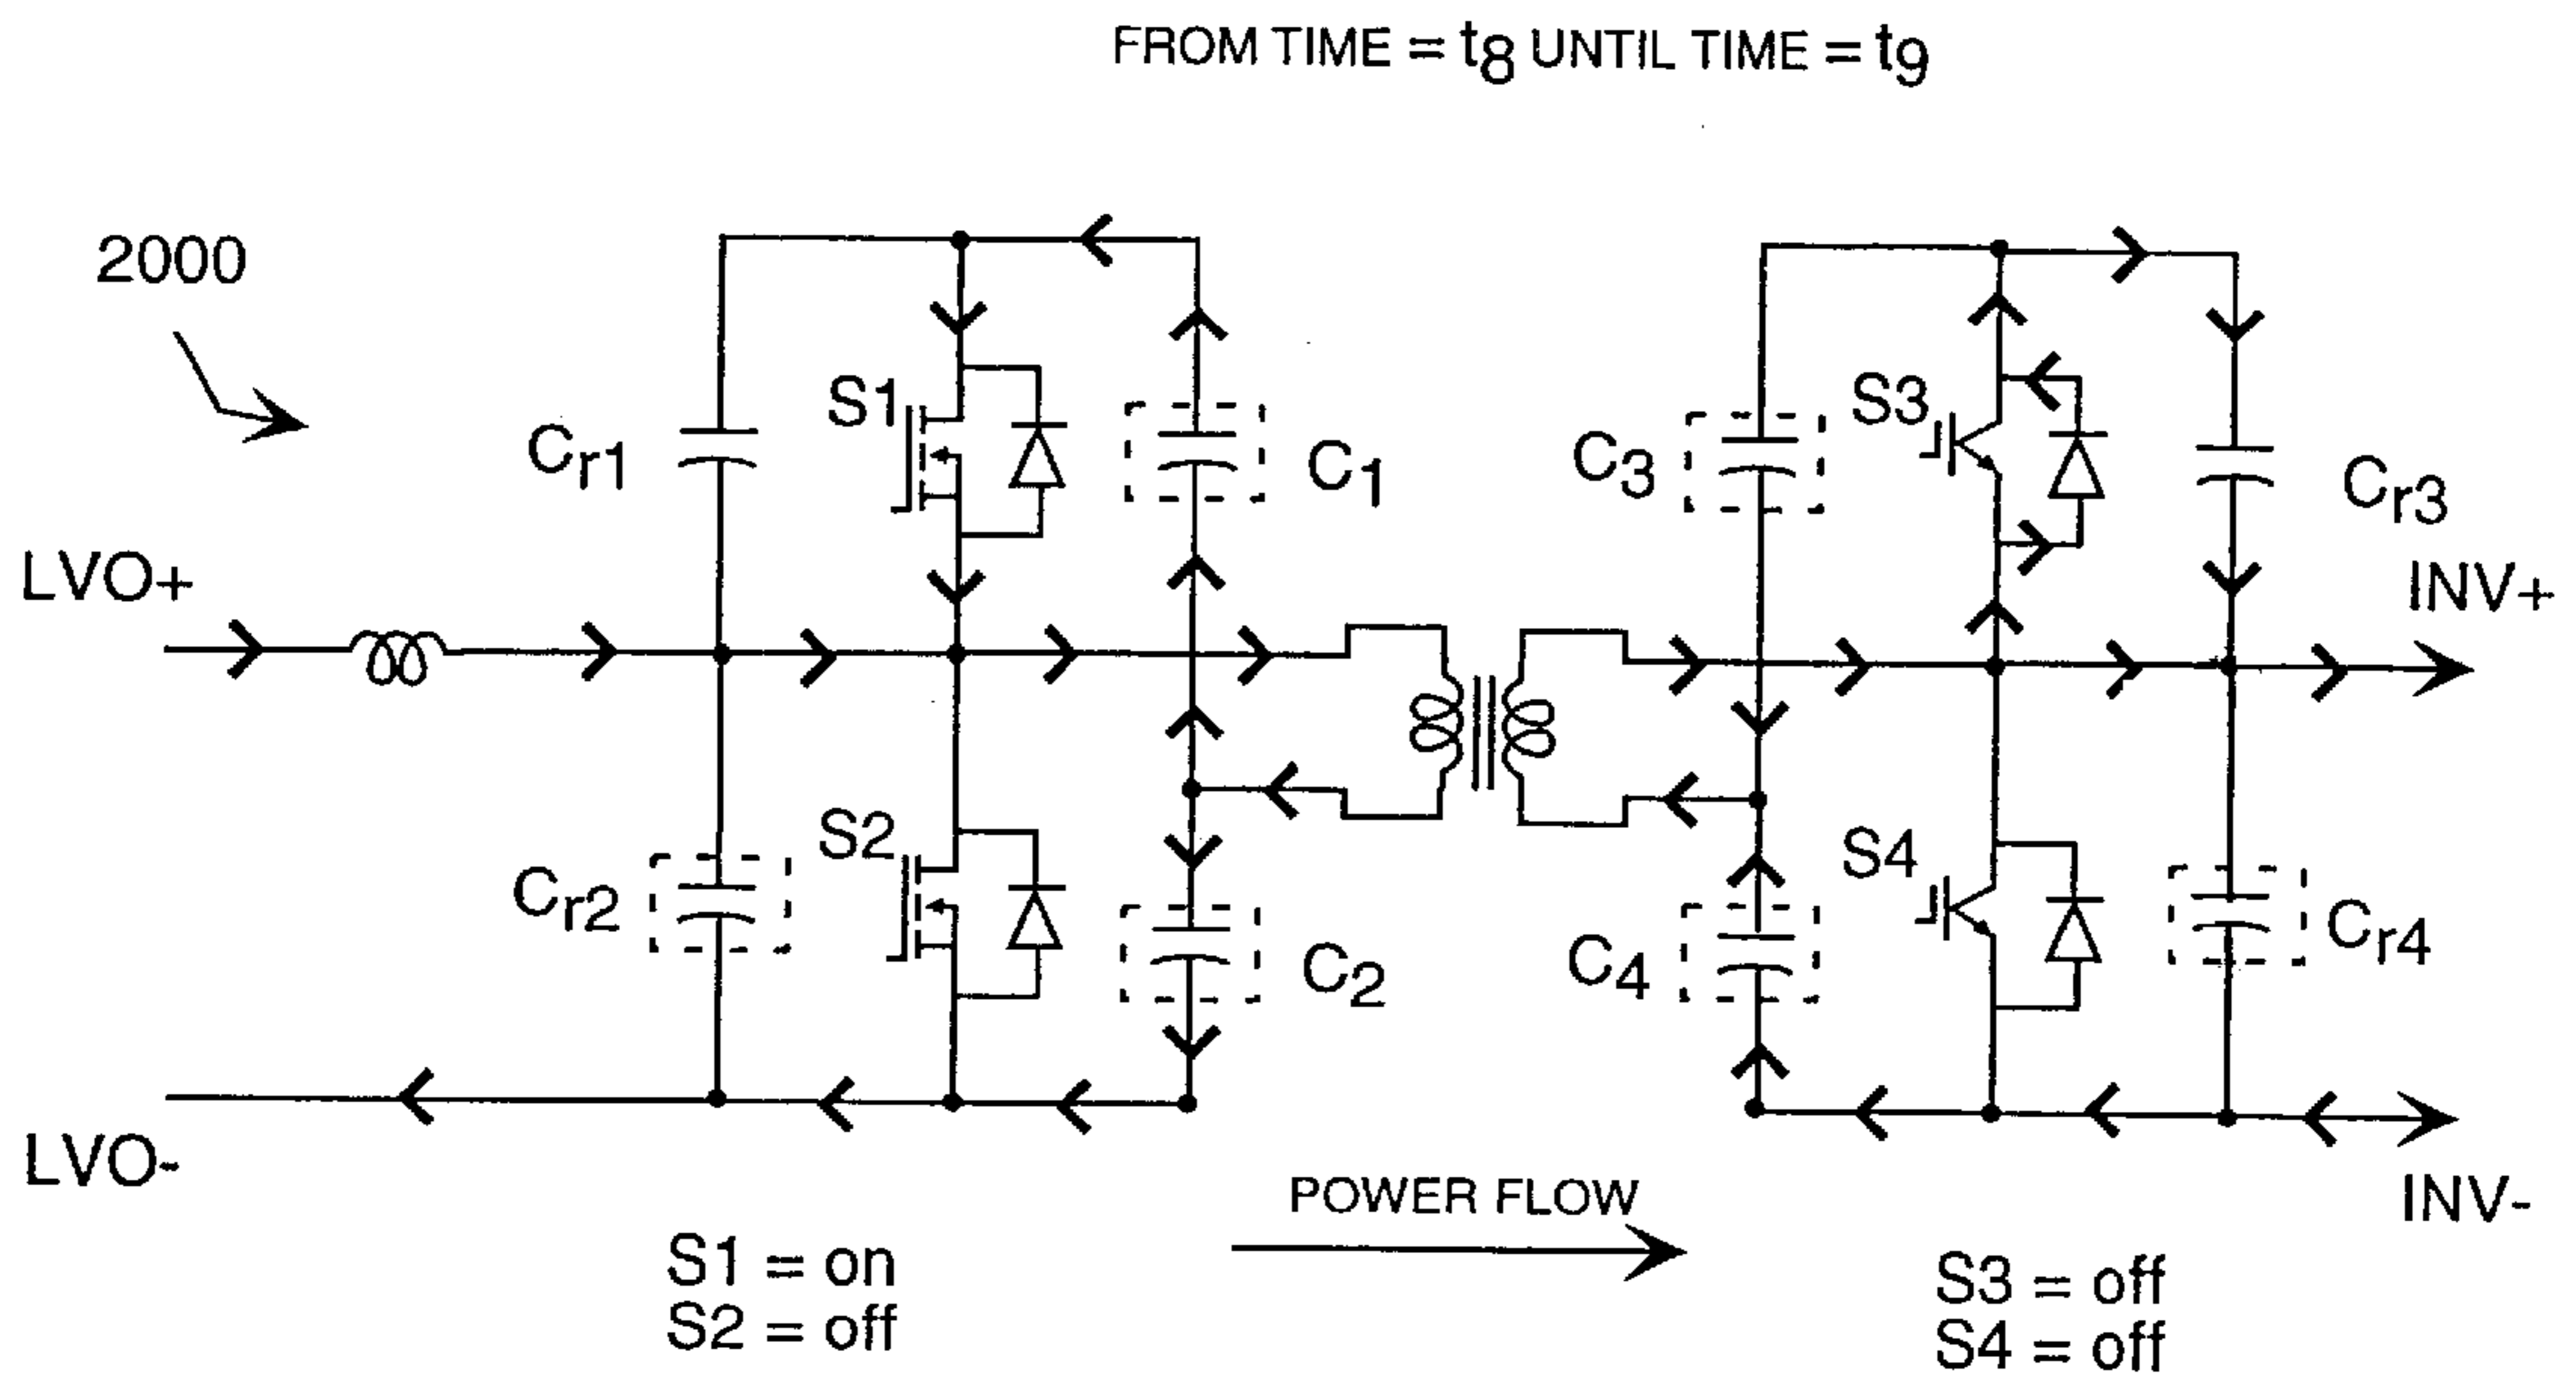 FROM TIME = t8 UNTIL TIME = t9
2000
S1
Cr1
C1
C3
S3
Cr3
LVO+
INV+
S2
Cr2
C2
C4
S4
Cr4
LVO-
INV-
POWER FLOW
S1 = on
S2 = off
S3 = off
S4 = off